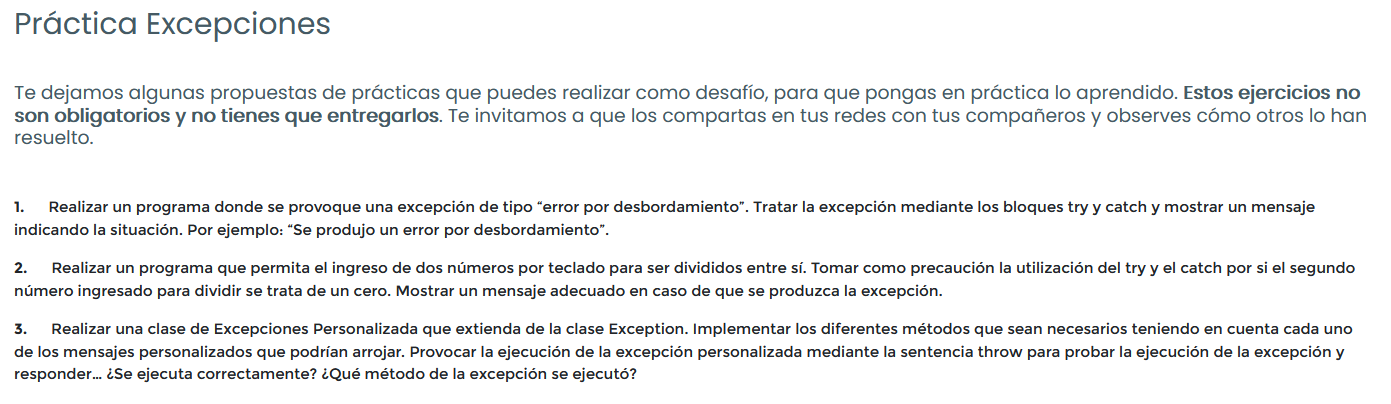 Práctica Excepciones
Te dejamos algunas propuestas de prácticas que puedes realizar como desafío, para que pongas en práctica lo aprendido. Estos ejercicios no
son obligatorios y no tienes que entregarlos. Te invitamos a que los compartas en tus redes con tus compañeros y observes cómo otros lo han
resuelto.
1. Realizar un programa donde se provoque una excepción de tipo “error por desbordamiento”. Tratar la excepción mediante los bloques try y catch y mostrar un mensaje
indicando la situación. Por ejemplo: “Se produjo un error por desbordamiento”.
2. Realizar un programa que permita el ingreso de dos números por teclado para ser divididos entre sí. Tomar como precaución la utilización del try y el catch por si el segundo
número ingresado para dividir se trata de un cero. Mostrar un mensaje adecuado en caso de que se produzca la excepción.
3. Realizar una clase de Excepciones Personalizada que extienda de la clase Exception. Implementar los diferentes métodos que sean necesarios teniendo en cuenta cada uno
de los mensajes personalizados que podrían arrojar. Provocar la ejecución de la excepción personalizada mediante la sentencia throw para probar la ejecución de la excepción y
responder… ¿Se ejecuta correctamente? ¿Qué método de la excepción se ejecutó?